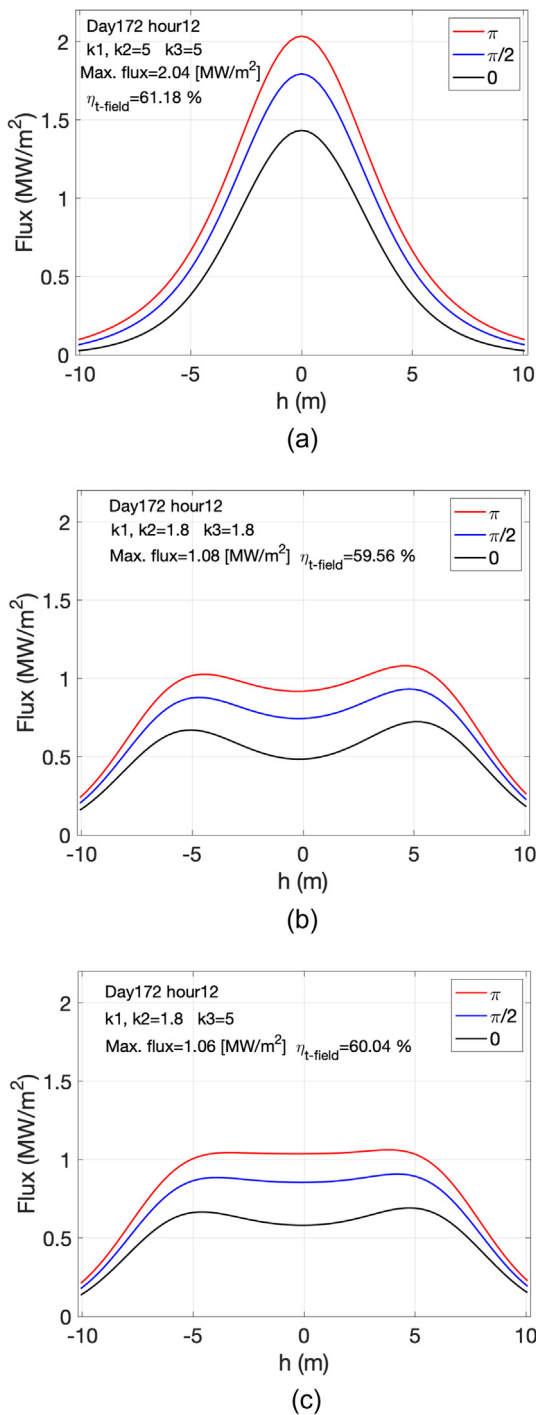 Day172 hour12
k1, k2=5 k3=5
Max. flux=2.04 [MW/m²]
ηt-field=61.18 %
π
π/2
0
2
1.5
1
0.5
0
Flux (MW/m²)
-10 -5 0 5 10
h (m)
(a)
Day172 hour12
k1, k2=1.8 k3=1.8
Max. flux=1.08 [MW/m²] ηt-field=59.56 %
π
π/2
0
2
1.5
1
0.5
0
Flux (MW/m²)
-10 -5 0 5 10
h (m)
(b)
Day172 hour12
k1, k2=1.8 k3=5
Max. flux=1.06 [MW/m²] ηt-field=60.04 %
π
π/2
0
2
1.5
1
0.5
0
Flux (MW/m²)
-10 -5 0 5 10
h (m)
(c)